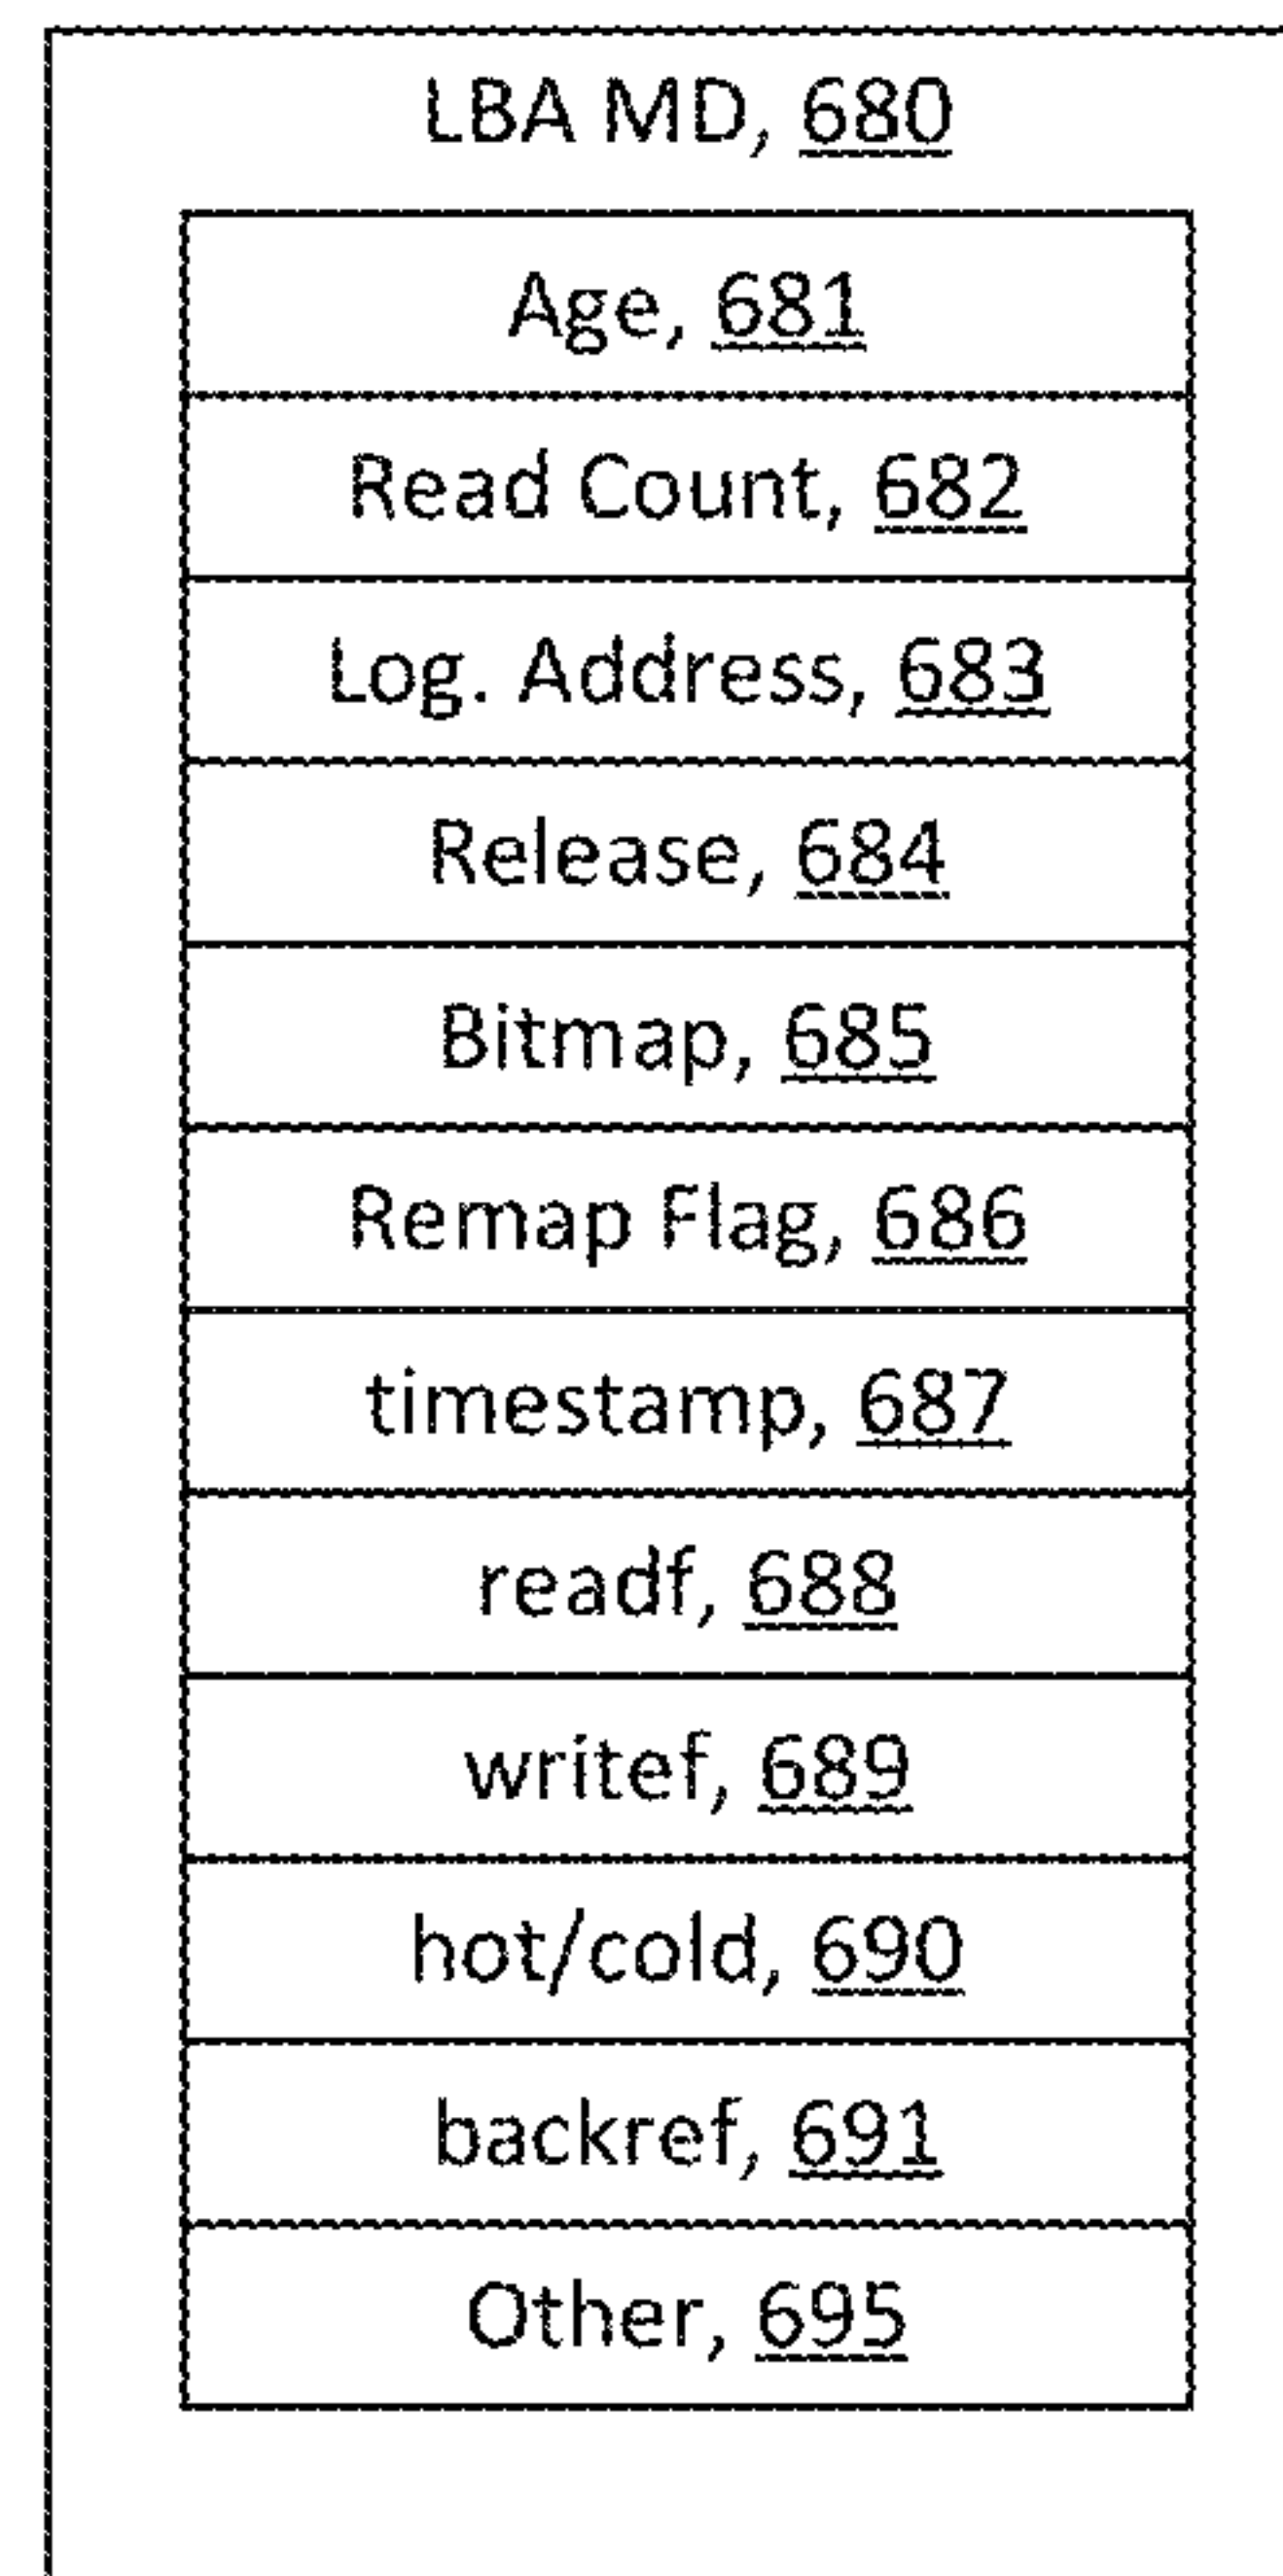 LBA MD, 680
Age, 681
Read Count, 682
Log. Address, 683
Release, 684
Bitmap, 685
Remap Flag, 686
timestamp, 687
readf, 688
writef, 689
hot/cold, 690
backref, 691
Other, 695